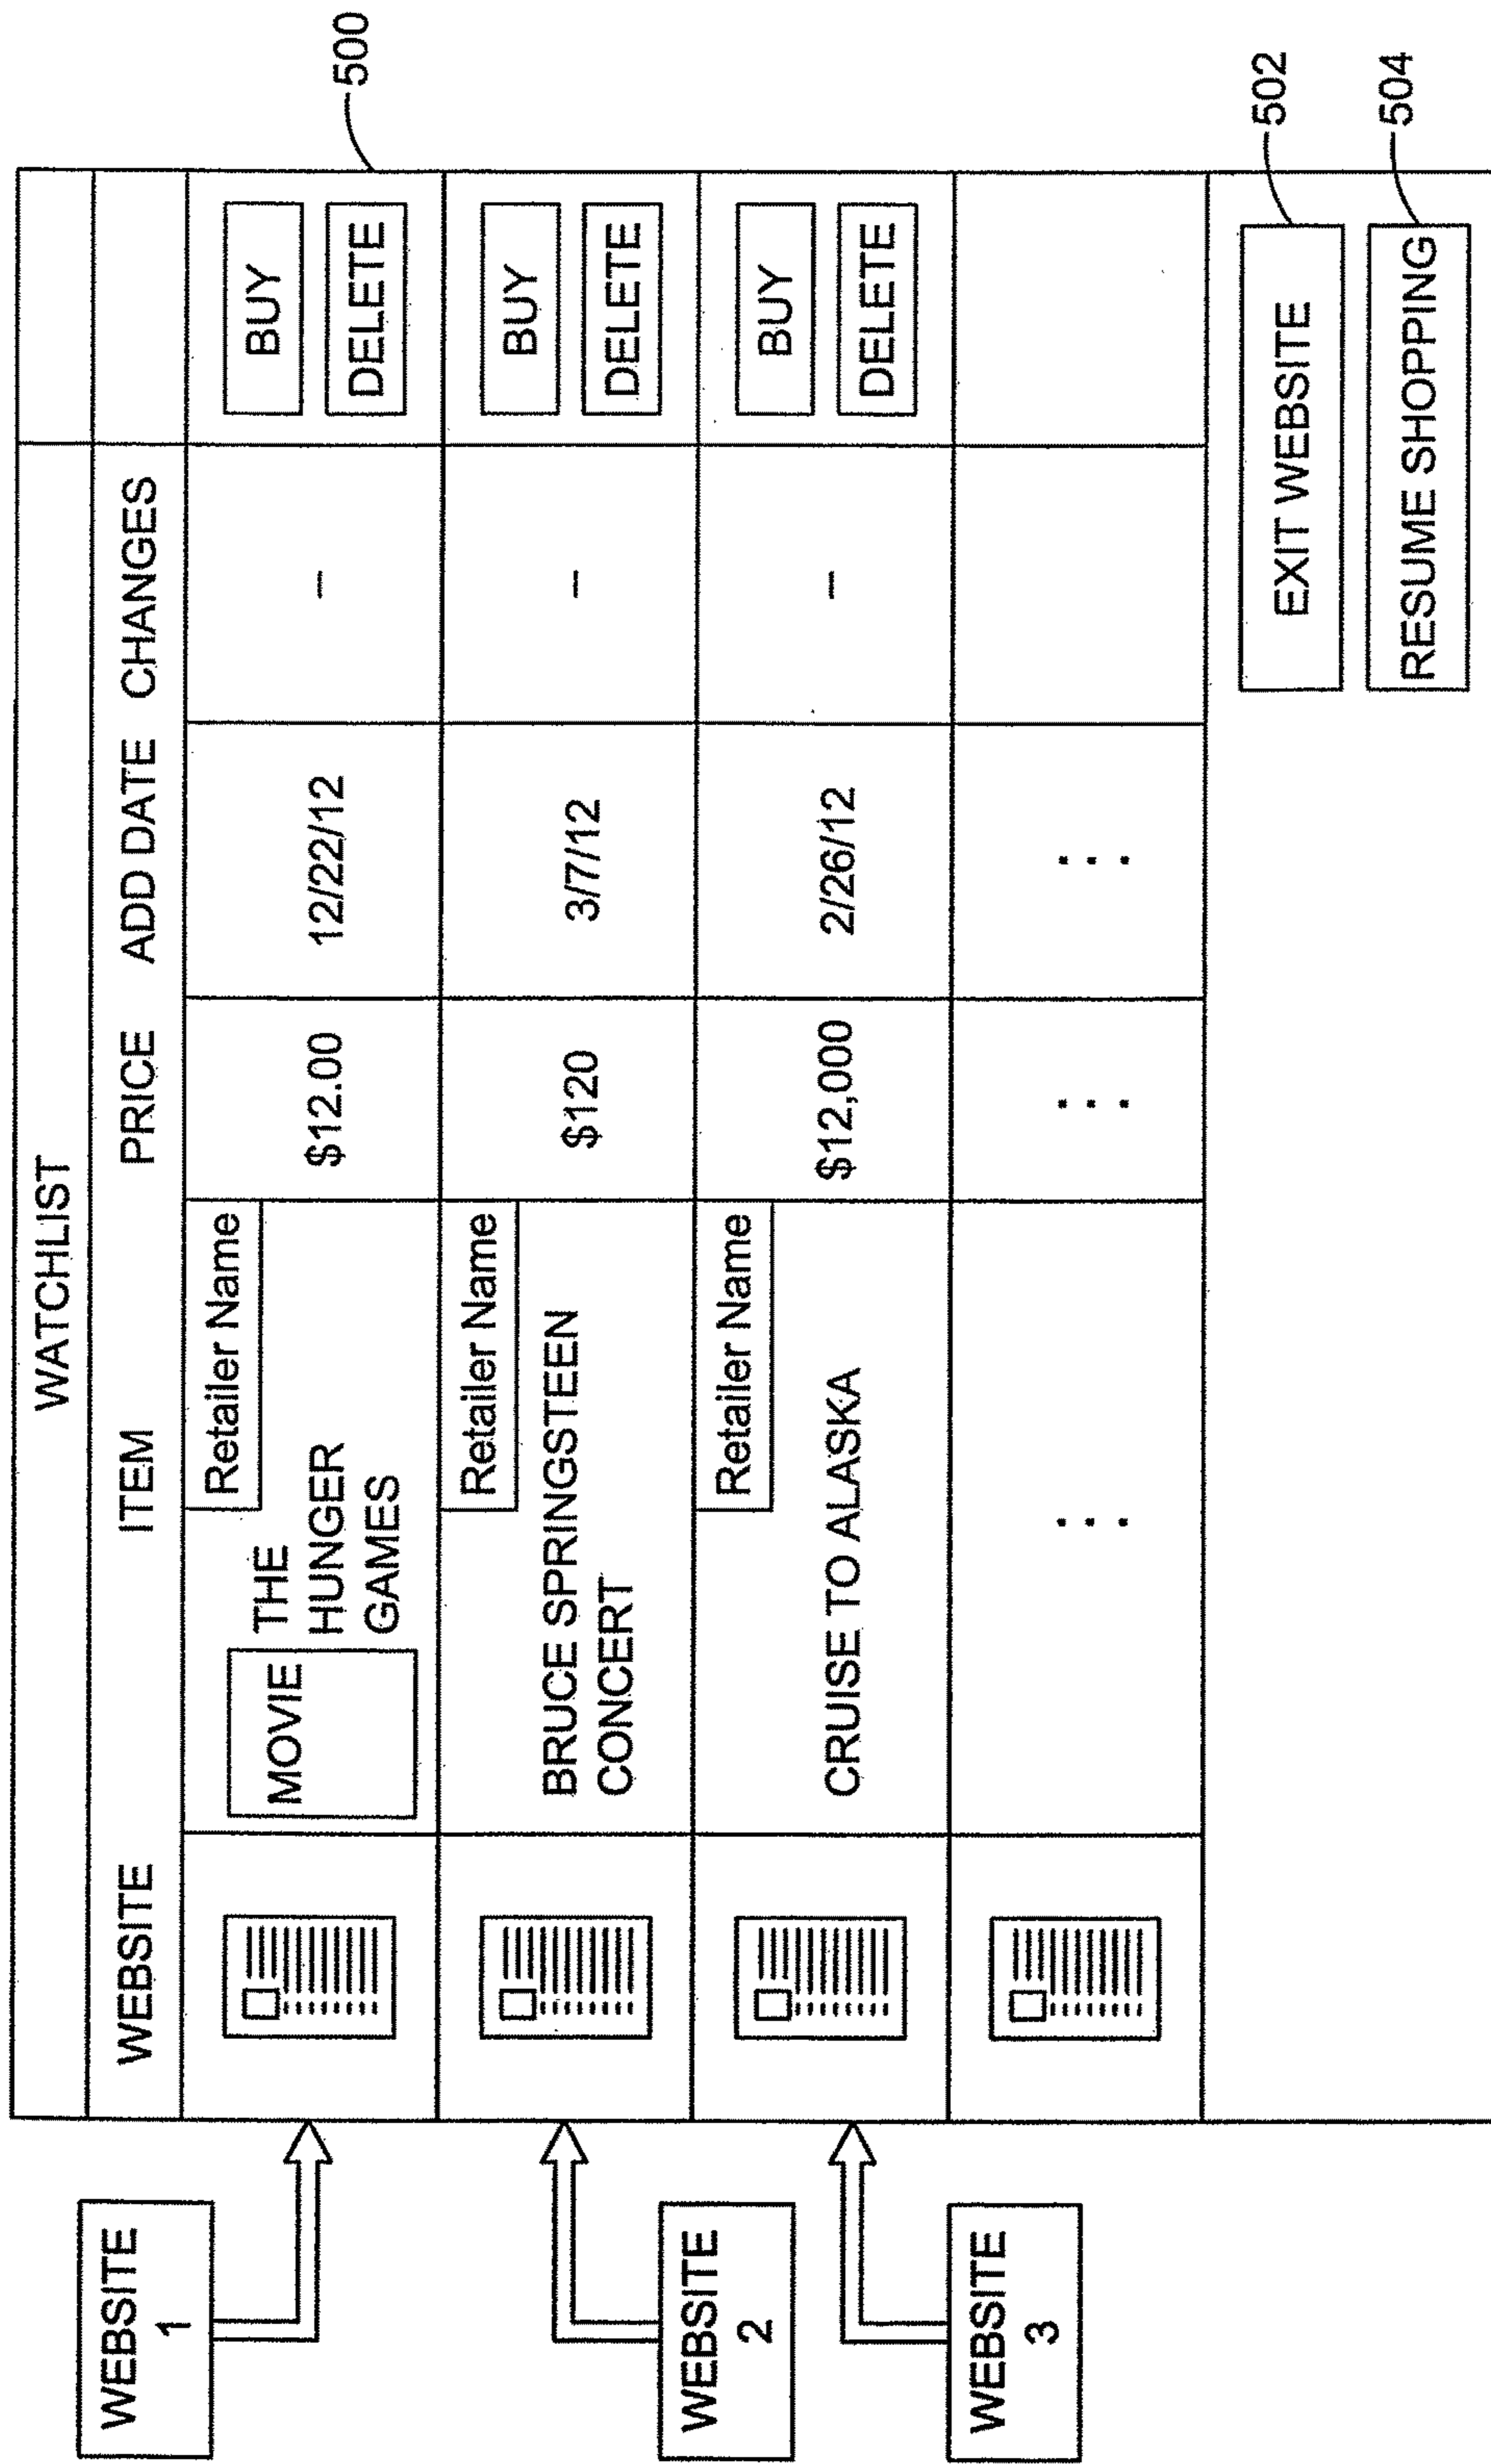 WATCHLIST
WEBSITE ITEM PRICE ADD DATE CHANGES
WEBSITE
1
MOVIE
THE
HUNGER
GAMES
Retailer Name
$12.00
12/22/12
–
BUY
DELETE
500
WEBSITE
2
BRUCE SPRINGSTEEN
CONCERT
Retailer Name
$120
3/7/12
–
BUY
DELETE
WEBSITE
3
CRUISE TO ALASKA
Retailer Name
$12,000
2/26/12
–
BUY
DELETE
... ... ...
EXIT WEBSITE
502
RESUME SHOPPING
504